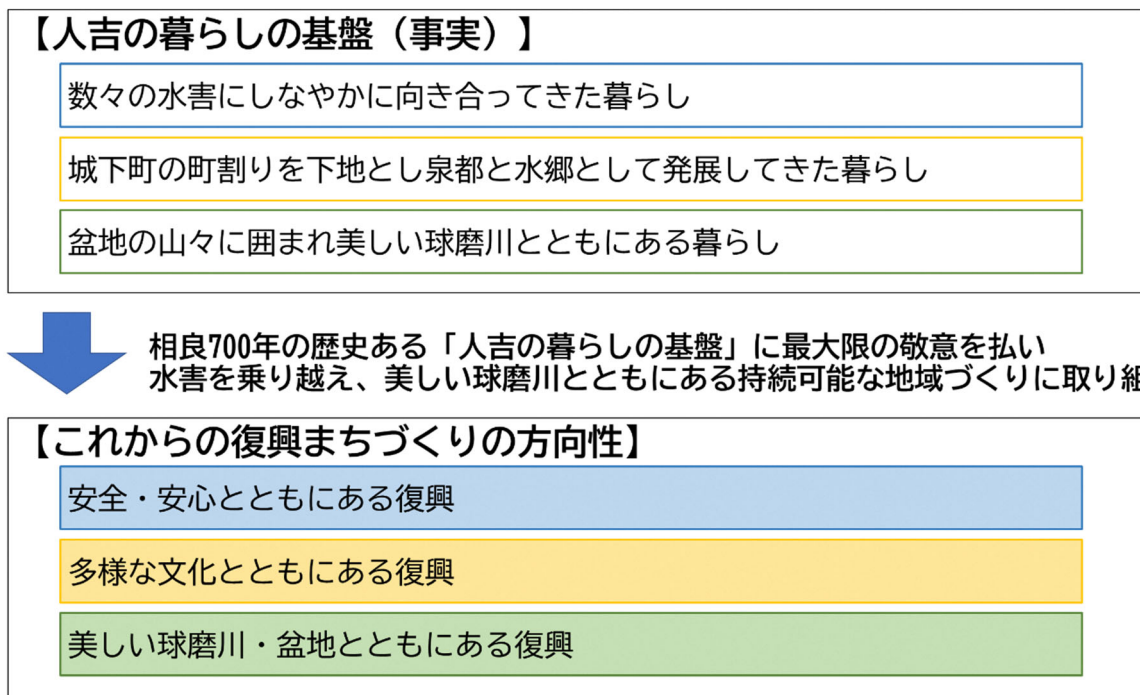 【人吉の暮らしの基盤（事実）】
数々の水害にしなやかに向き合ってきた暮らし
城下町の町割りを下地とし泉都と水郷として発展してきた暮らし
盆地の山々に囲まれ美しい球磨川とともにある暮らし
相良700年の歴史ある「人吉の暮らしの基盤」に最大限の敬意を払い
水害を乗り越え、美しい球磨川とともにある持続可能な地域づくりに取り組
【これからの復興まちづくりの方向性】
安全・安心とともにある復興
多様な文化とともにある復興
美しい球磨川・盆地とともにある復興